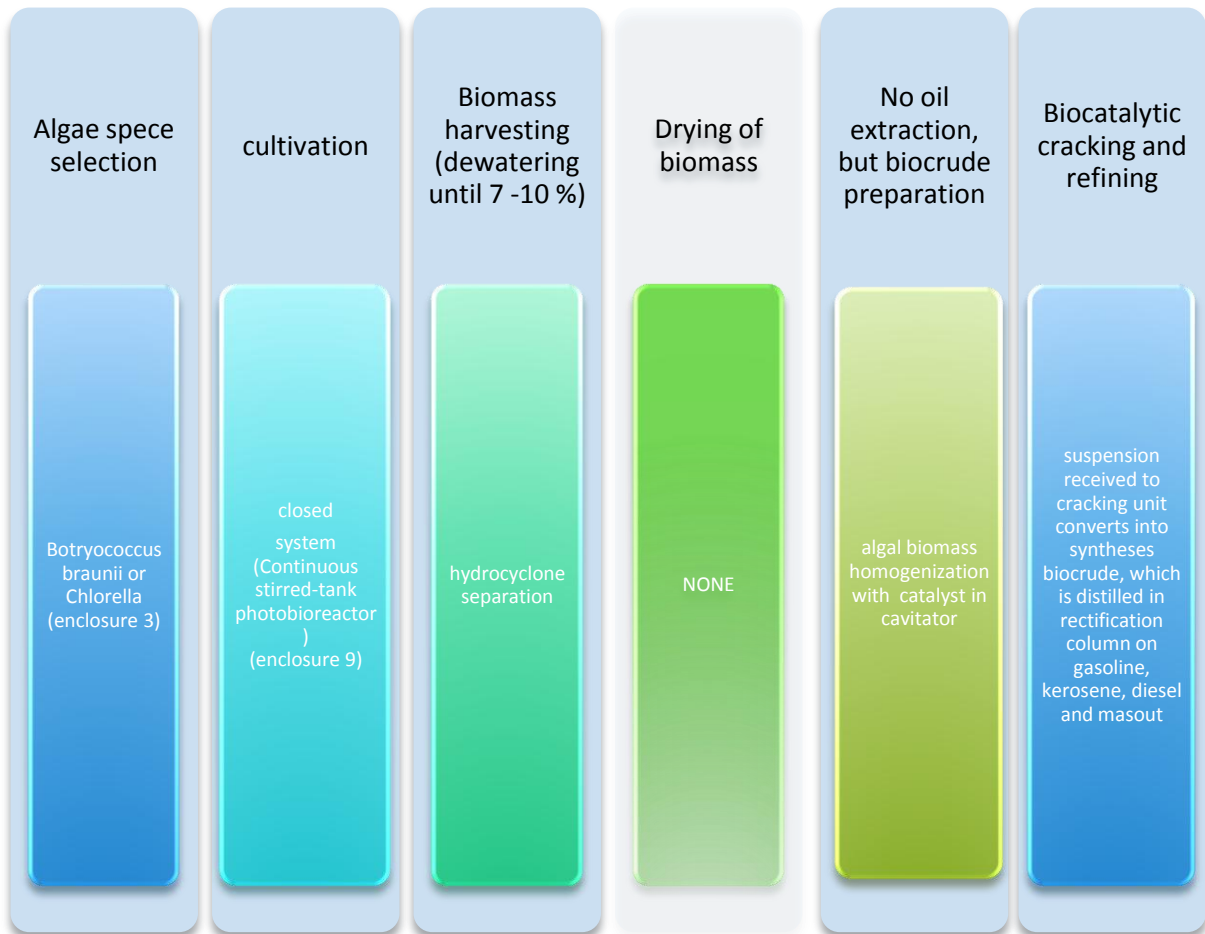 Algae spece
selection
cultivation
Biomass
harvesting
(dewatering
until 7 -10 %)
Drying of
biomass
No oil
extraction,
but biocrude
preparation
Biocatalytic
cracking and
refining
Botryococcus
braunii or
Chlorella
(enclosure 3)
closed
system
(Continuous
stirred-tank
photobioreactor
)
(enclosure 9)
hydrocyclone
separation
NONE
algal biomass
homogenization
with catalyst in
cavitator
suspension
received to
cracking unit
converts into
syntheses
biocrude, which
is distilled in
rectification
column on
gasoline,
kerosene, diesel
and masout